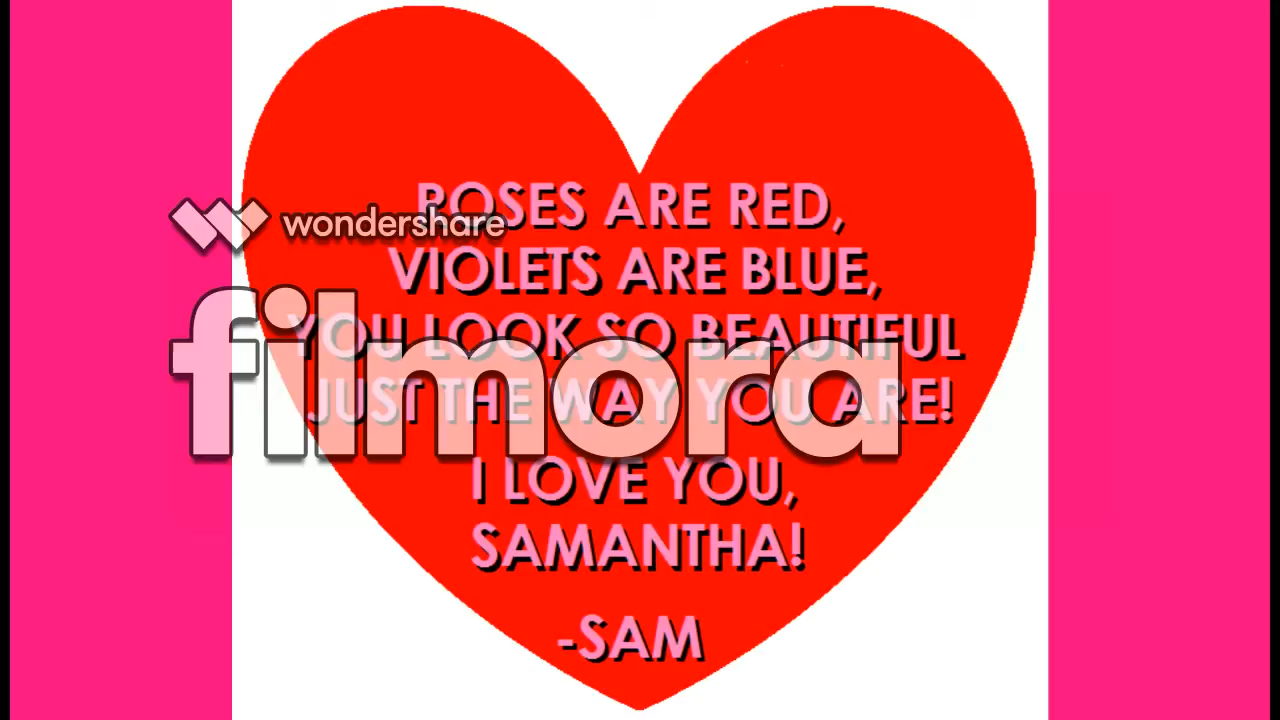 ROSES ARE RED,
wondershare
VIOLETS ARE BLUE,
filmora
YOU LOOK SO BEAUTIFUL
JUST THE WAY YOU ARE!
I LOVE YOU,
SAMANTHA!
-SAM